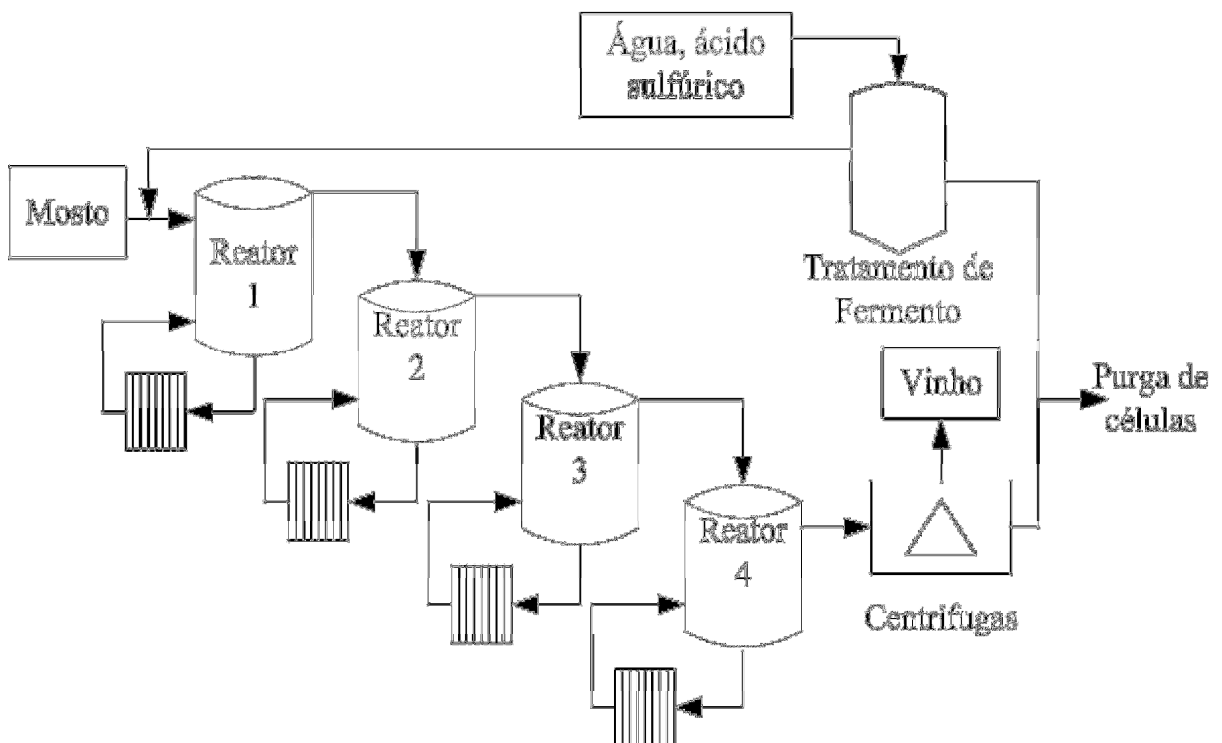 Água, ácido
sulfúrico
Mosto
Reator
1
Tratamento de
Fermento
Reator
2
Vinho
Purga de
células
Reator
3
Reator
4
Centrifugas